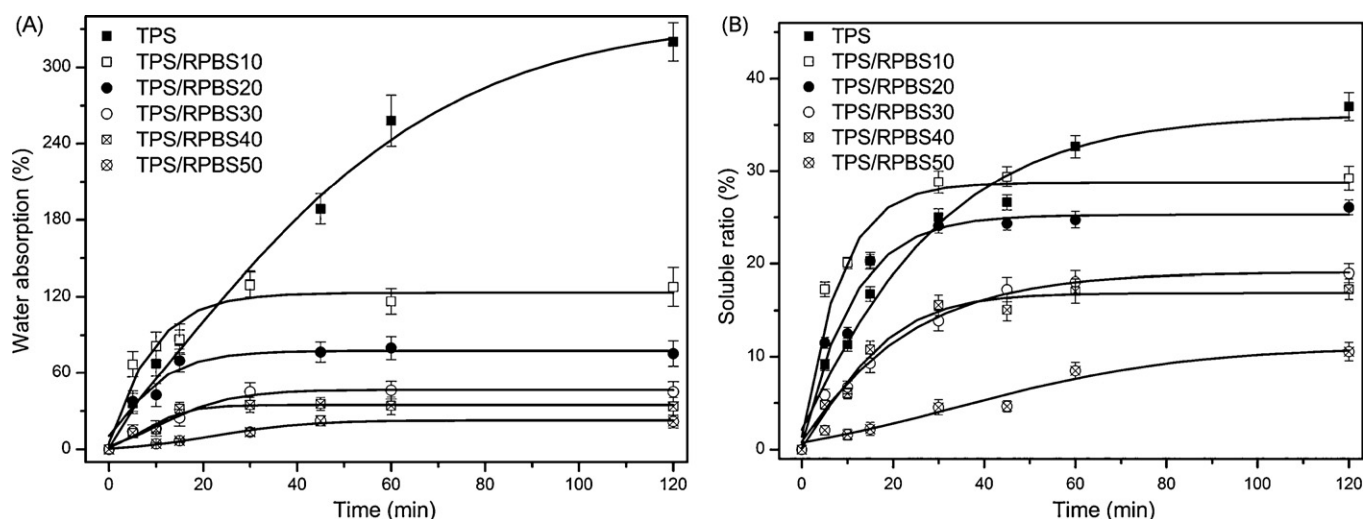 (A)
TPS
TPS/RPBS10
TPS/RPBS20
TPS/RPBS30
TPS/RPBS40
TPS/RPBS50
Water absorption (%)
300
240
180
120
60
0
0 20 40 60 80 100 120
Time (min)
(B)
TPS
TPS/RPBS10
TPS/RPBS20
TPS/RPBS30
TPS/RPBS40
TPS/RPBS50
Soluble ratio (%)
40
30
20
10
0
0 20 40 60 80 100 120
Time (min)